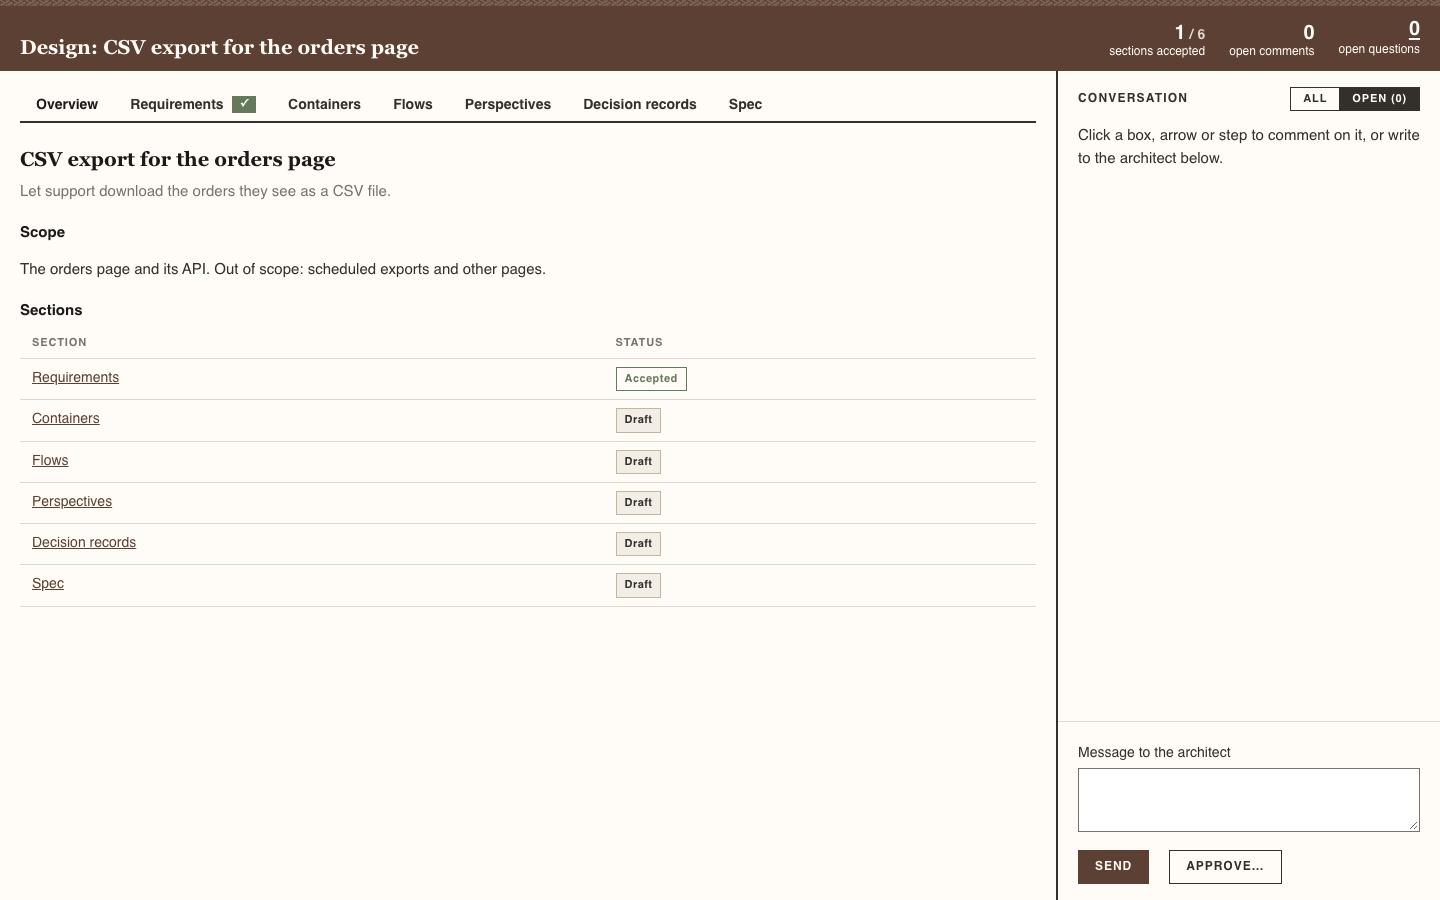 Design: CSV export for the orders page
1 / 6
sections accepted
0
open comments
0
open questions
Overview
Requirements ✓
Containers
Flows
Perspectives
Decision records
Spec
CSV export for the orders page
Let support download the orders they see as a CSV file.
Scope
The orders page and its API. Out of scope: scheduled exports and other pages.
Sections
SECTION STATUS
Requirements Accepted
Containers Draft
Flows Draft
Perspectives Draft
Decision records Draft
Spec Draft
CONVERSATION
ALL OPEN (0)
Click a box, arrow or step to comment on it, or write
to the architect below.
Message to the architect
SEND APPROVE...